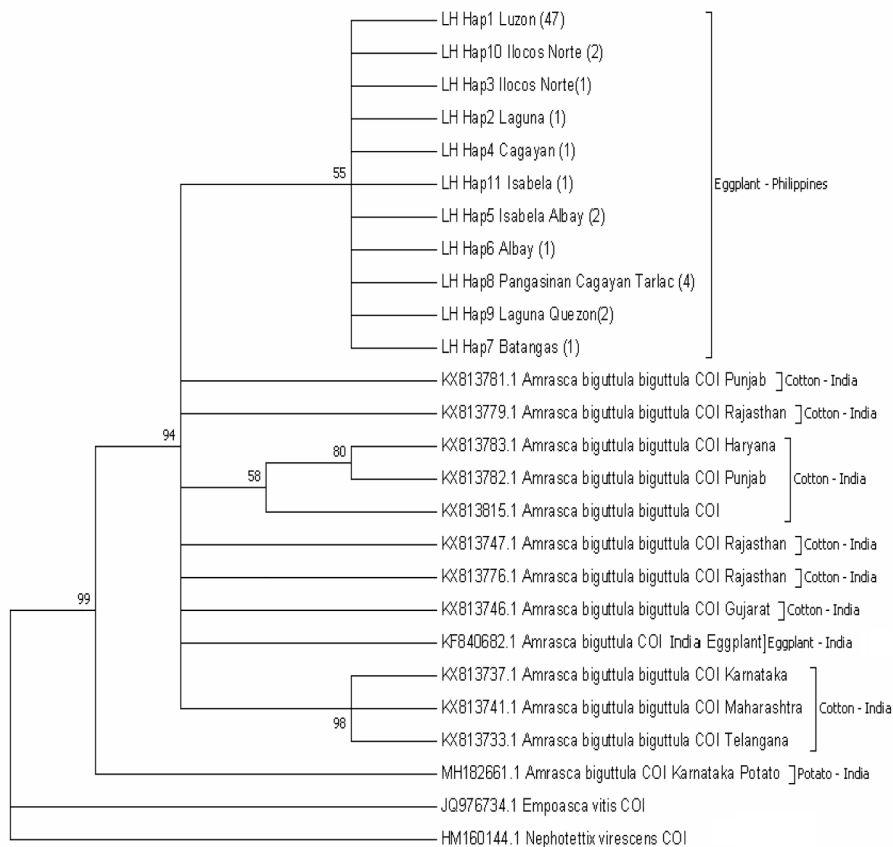 LH Hap1 Luzon (47)
LH Hap10 Ilocos Norte (2)
LH Hap3 Ilocos Norte(1)
LH Hap2 Laguna (1)
LH Hap4 Cagayan (1)
55
LH Hap11 Isabela (1)
Eggplant - Philippines
LH Hap5 Isabela Albay (2)
LH Hap6 Albay (1)
LH Hap8 Pangasinan Cagayan Tarlac (4)
LH Hap9 Laguna Quezon(2)
LH Hap7 Batangas (1)
KX813781.1 Amrasca biguttula biguttula COI Punjab Cotton - India
KX813779.1 Amrasca biguttula biguttula COI Rajasthan Cotton - India
94
80
KX813783.1 Amrasca biguttula biguttula COI Haryana
58
KX813782.1 Amrasca biguttula biguttula COI Punjab Cotton - India
KX813815.1 Amrasca biguttula biguttula COI
KX813747.1 Amrasca biguttula biguttula COI Rajasthan Cotton - India
KX813776.1 Amrasca biguttula biguttula COI Rajasthan Cotton - India
99
KX813746.1 Amrasca biguttula biguttula COI Gujarat Cotton - India
KF840682.1 Amrasca biguttula COI India Eggplant Eggplant - India
KX813737.1 Amrasca biguttula biguttula COI Karnataka
KX813741.1 Amrasca biguttula biguttula COI Maharashtra Cotton - India
98
KX813733.1 Amrasca biguttula biguttula COI Telangana
MH182661.1 Amrasca biguttula COI Karnataka Potato Potato - India
JQ976734.1 Empoasca vitis COI
HM160144.1 Nephotettix virescens COI